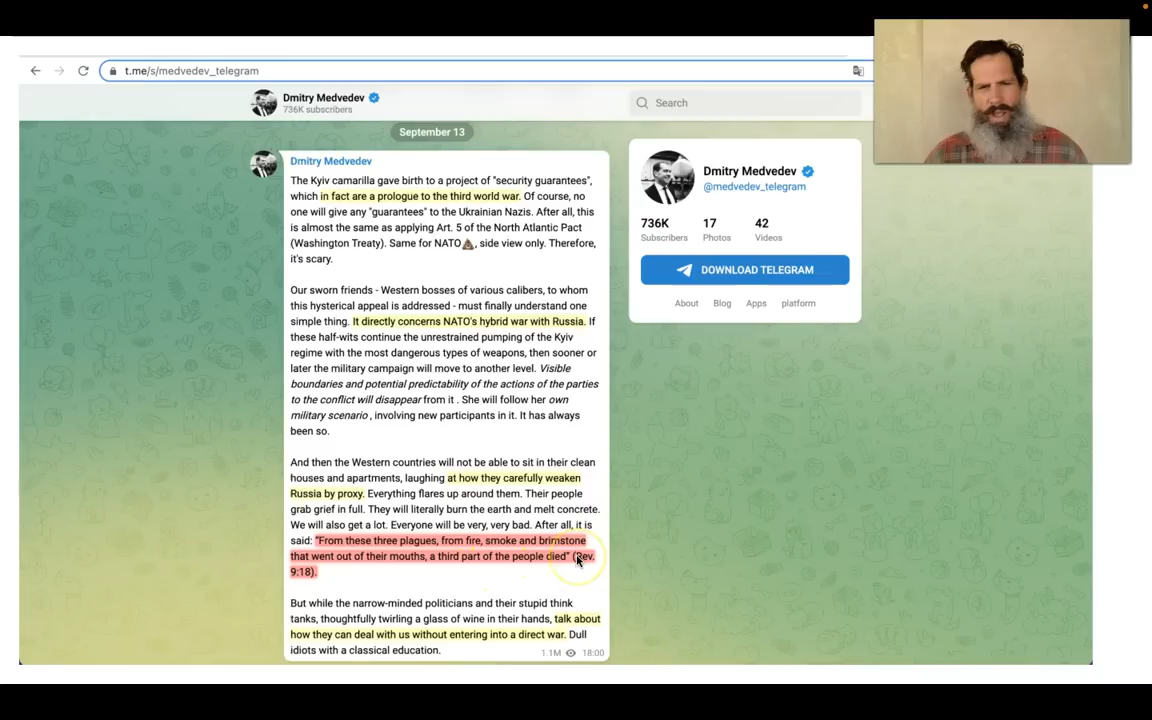 t.me/s/medvedev_telegram
Dmitry Medvedev
736K subscribers
Search
September 13
Dmitry Medvedev
The Kyiv camarilla gave birth to a project of "security guarantees",
which in fact are a prologue to the third world war. Of course, no
one will give any "guarantees" to the Ukrainian Nazis. After all, this
is almost the same as applying Art. 5 of the North Atlantic Pact
(Washington Treaty). Same for NATO💩, side view only. Therefore,
it's scary.
Our sworn friends - Western bosses of various calibers, to whom
this hysterical appeal is addressed - must finally understand one
simple thing. It directly concerns NATO's hybrid war with Russia. If
these half-wits continue the unrestrained pumping of the Kyiv
regime with the most dangerous types of weapons, then sooner or
later the military campaign will move to another level. Visible
boundaries and potential predictability of the actions of the parties
to the conflict will disappear from it . She will follow her own
military scenario , involving new participants in it. It has always
been so.
And then the Western countries will not be able to sit in their clean
houses and apartments, laughing at how they carefully weaken
Russia by proxy. Everything flares up around them. Their people
grab grief in full. They will literally burn the earth and melt concrete.
We will also get a lot. Everyone will be very, very bad. After all, it is
said: "From these three plagues, from fire, smoke and brimstone
that went out of their mouths, a third part of the people died" (Rev.
9:18).
But while the narrow-minded politicians and their stupid think
tanks, thoughtfully twirling a glass of wine in their hands, talk about
how they can deal with us without entering into a direct war. Dull
idiots with a classical education.
1.1M 18:00
Dmitry Medvedev
@medvedev_telegram
736K 17 42
Subscribers Photos Videos
DOWNLOAD TELEGRAM
About Blog Apps platform